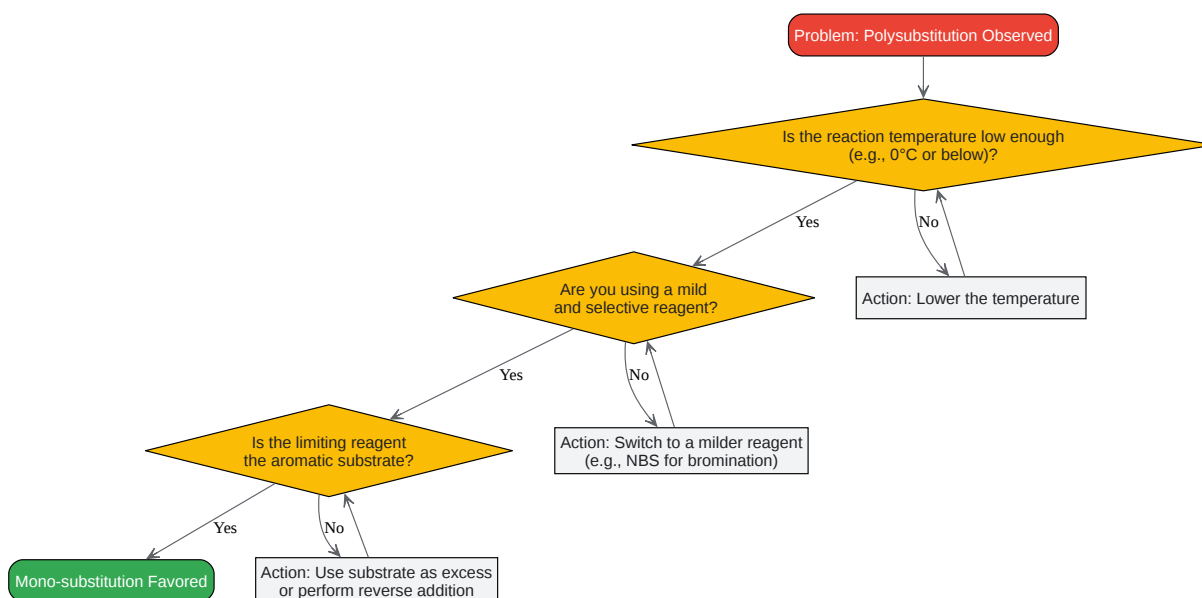 Problem: Polysubstitution Observed
Is the reaction temperature low enough
(e.g., 0°C or below)?
Yes
No
Are you using a mild
and selective reagent?
Action: Lower the temperature
Yes
No
Is the limiting reagent
the aromatic substrate?
Action: Switch to a milder reagent
(e.g., NBS for bromination)
Yes
No
Mono-substitution Favored
Action: Use substrate as excess
or perform reverse addition